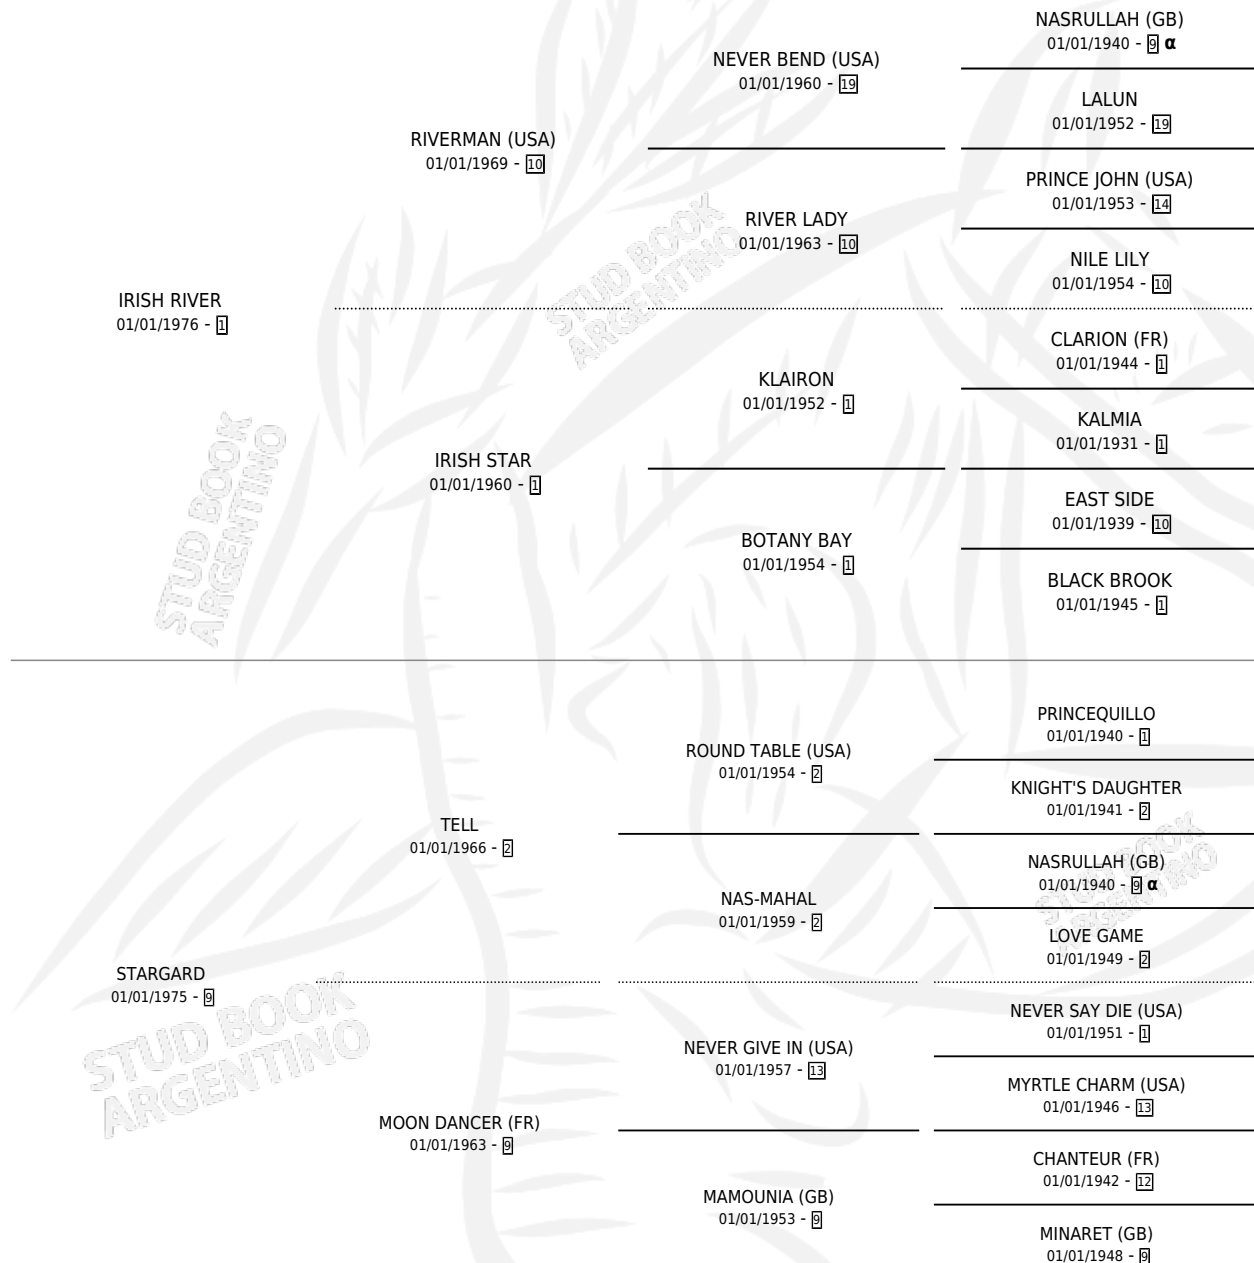 NASRULLAH (GB)
01/01/1940 - 9 α
NEVER BEND (USA)
01/01/1960 - 19
LALUN
01/01/1952 - 19
RIVERMAN (USA)
01/01/1969 - 10
PRINCE JOHN (USA)
01/01/1953 - 14
RIVER LADY
01/01/1963 - 10
NILE LILY
01/01/1954 - 10
IRISH RIVER
01/01/1976 - 1
CLARION (FR)
01/01/1944 - 1
KLAIRON
01/01/1952 - 1
KALMIA
01/01/1931 - 1
IRISH STAR
01/01/1960 - 1
EAST SIDE
01/01/1939 - 10
BOTANY BAY
01/01/1954 - 1
BLACK BROOK
01/01/1945 - 1
PRINCEQUILLO
01/01/1940 - 1
ROUND TABLE (USA)
01/01/1954 - 2
KNIGHT'S DAUGHTER
01/01/1941 - 2
TELL
01/01/1966 - 2
NASRULLAH (GB)
01/01/1940 - 9 α
NAS-MAHAL
01/01/1959 - 2
LOVE GAME
01/01/1949 - 2
STARGARD
01/01/1975 - 9
NEVER SAY DIE (USA)
01/01/1951 - 1
NEVER GIVE IN (USA)
01/01/1957 - 13
MYRTLE CHARM (USA)
01/01/1946 - 13
MOON DANCER (FR)
01/01/1963 - 9
CHANTEUR (FR)
01/01/1942 - 12
MAMOUNIA (GB)
01/01/1953 - 9
MINARET (GB)
01/01/1948 - 9
STUD BOOK
ARGENTINO
STUD BOOK
ARGENTINO
STUD BOOK
ARGENTINO
STUD BOOK
ARGENTINO